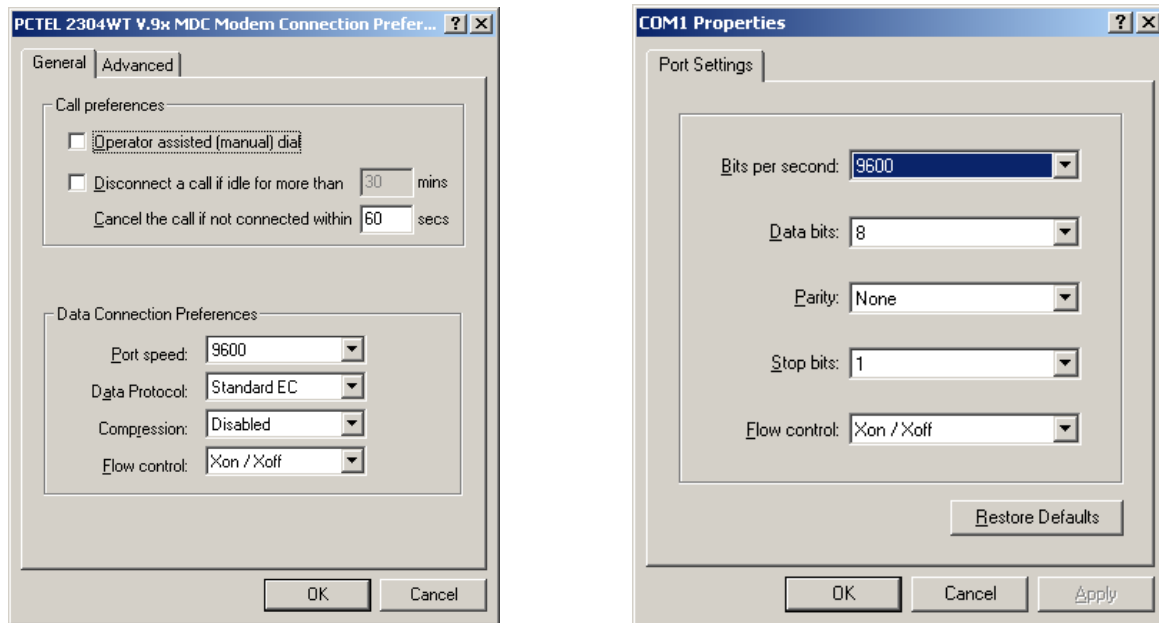 PCTEL 2304WT V.9x MDC Modem Connection Prefer...
General
Advanced
Call preferences
Operator assisted (manual) dial
Disconnect a call if idle for more than 30 mins
Cancel the call if not connected within 60 secs
Data Connection Preferences
Port speed: 9600
Data Protocol: Standard EC
Compression: Disabled
Flow control: Xon / Xoff
OK
Cancel
COM1 Properties
Port Settings
Bits per second: 9600
Data bits: 8
Parity: None
Stop bits: 1
Flow control: Xon / Xoff
Restore Defaults
OK
Cancel
Apply